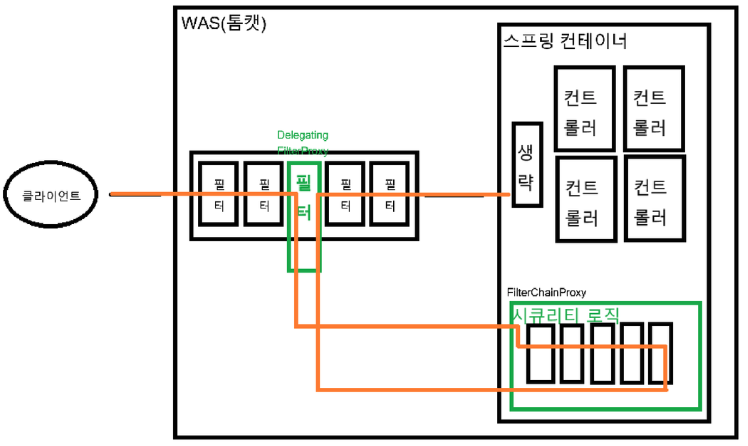 WAS(톰캣)
스프링 컨테이너
컨트
롤러
컨트
롤러
생
략
컨트
롤러
컨트
롤러
Delegating
FilterProxy
필
터
필
터
필
터
필
터
필
터
클라이언트
FilterChainProxy
시큐리티 로직